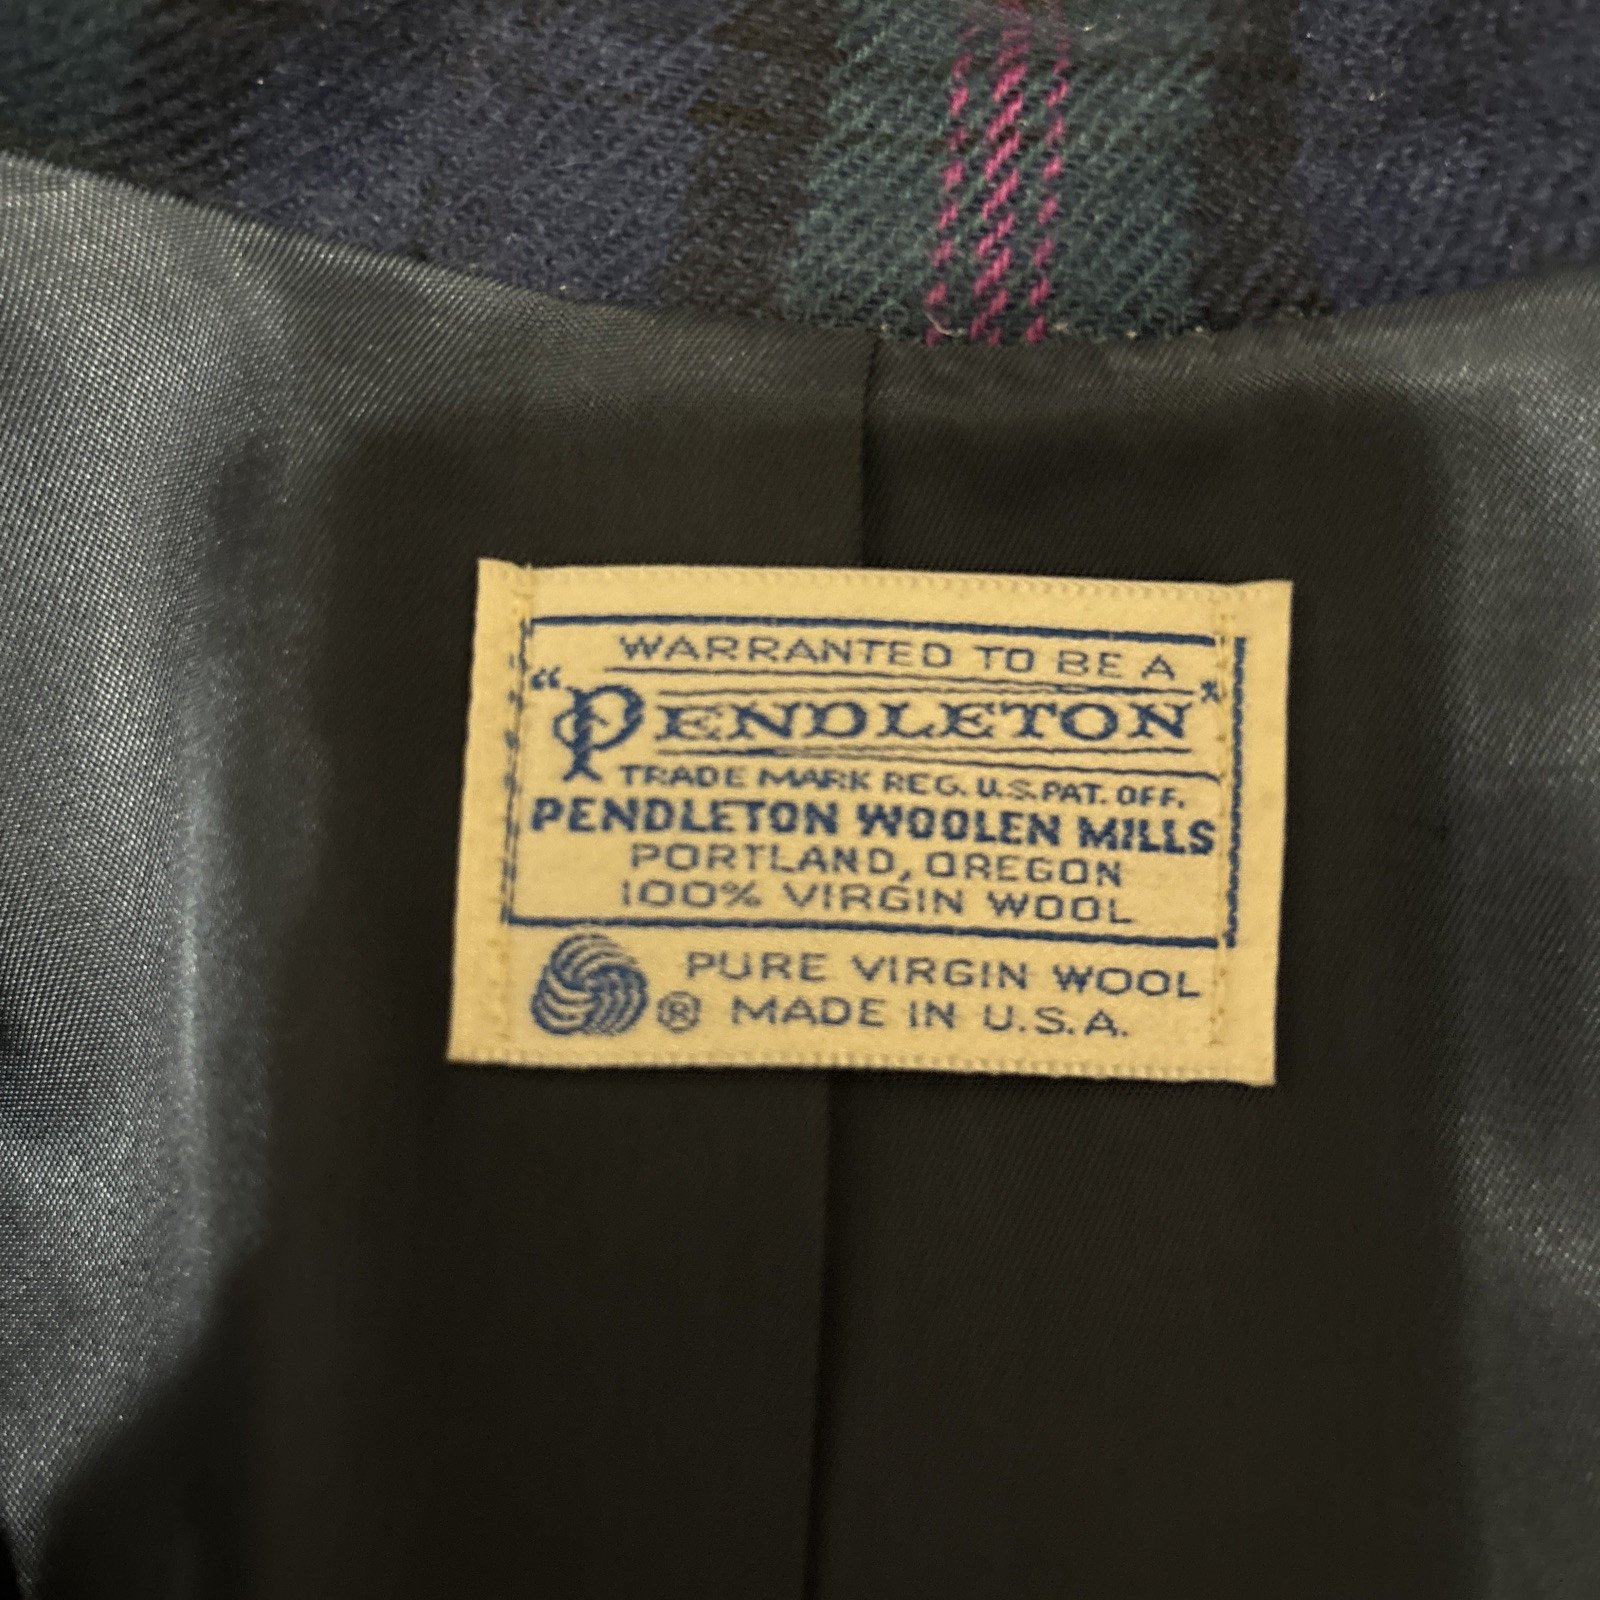 WARRANTED TO BE A
"PENDLETON"
TRADE MARK REG. U.S. PAT. OFF.
PENDLETON WOOLEN MILLS
PORTLAND, OREGON
100% VIRGIN WOOL
PURE VIRGIN WOOL
® MADE IN U.S.A.